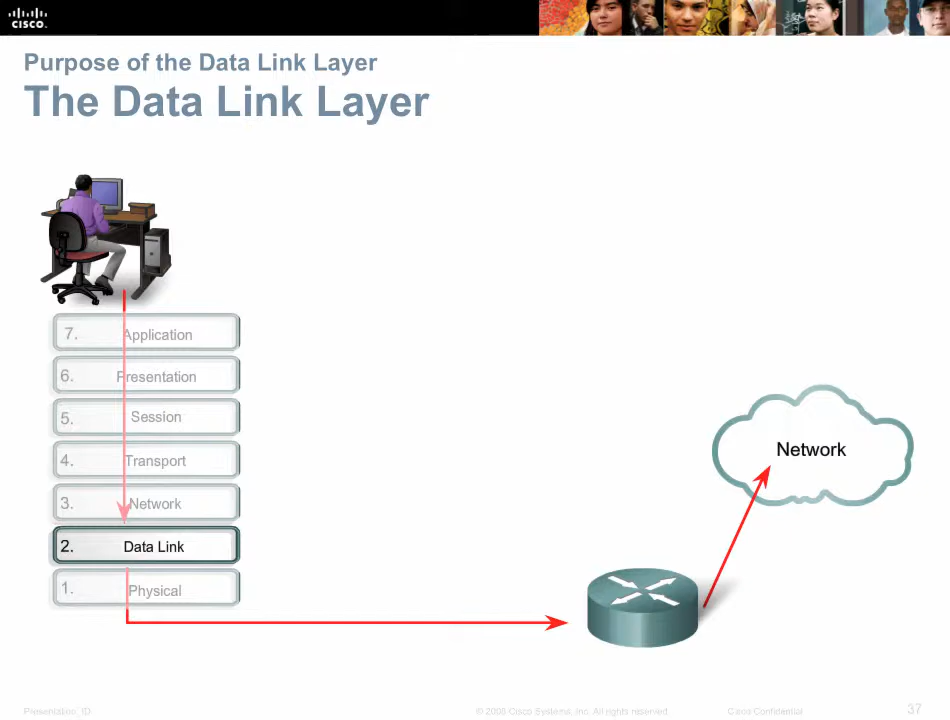 cisco.
Purpose of the Data Link Layer
The Data Link Layer
7. Application
6. Presentation
5. Session
4. Transport
3. Network
2. Data Link
1. Physical
Network
Presentation_ID © 2008 Cisco Systems, Inc. All rights reserved. Cisco Confidential 37